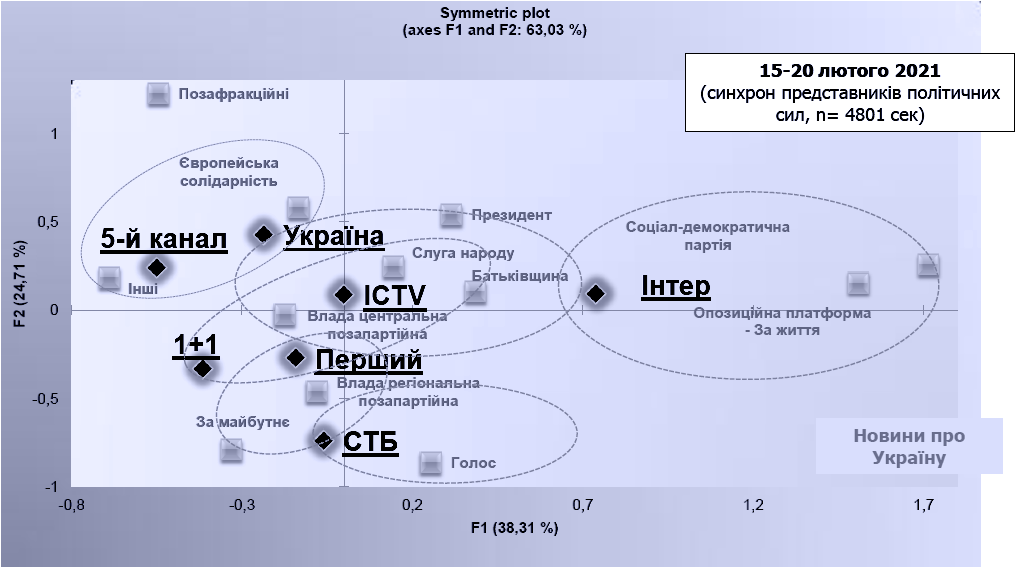 Symmetric plot
(axes F1 and F2: 63,03 %)
15-20 лютого 2021
(синхрон представників політичних
сил, n= 4801 сек)
Позафракційні
1
Європейська
солідарність
0,5
Президент
Україна
5-й канал
Соціал-демократична
партія
Слуга народу
Батьківщина
Інші
ICTV
Інтер
0
Влада центральна
позапартійна
Опозиційна платформа
- За життя
1+1
Перший
Влада регіональна
позапартійна
-0,5
За майбутнє
СТБ
Голос
Новини про
Україну
-1
-0,8
-0,3
0,2
0,7
1,2
1,7
F1 (38,31 %)
F2 (24,71 %)